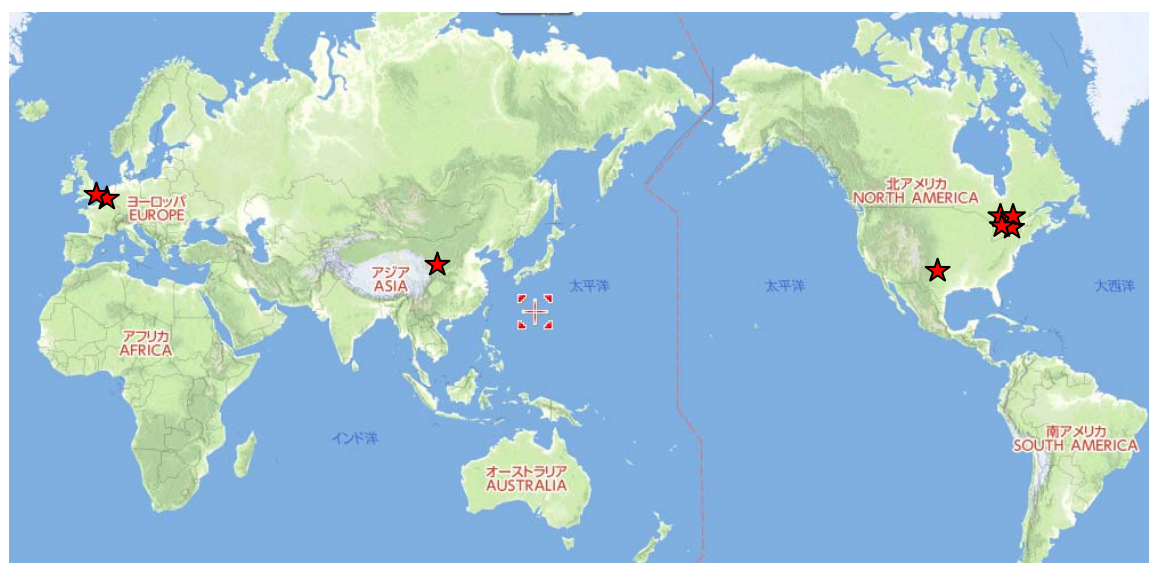 北アメリカ
NORTH AMERICA
ヨーロッパ
EUROPE
アジア
ASIA
太平洋
太平洋
大西洋
アフリカ
AFRICA
インド洋
南アメリカ
SOUTH AMERICA
オーストラリア
AUSTRALIA